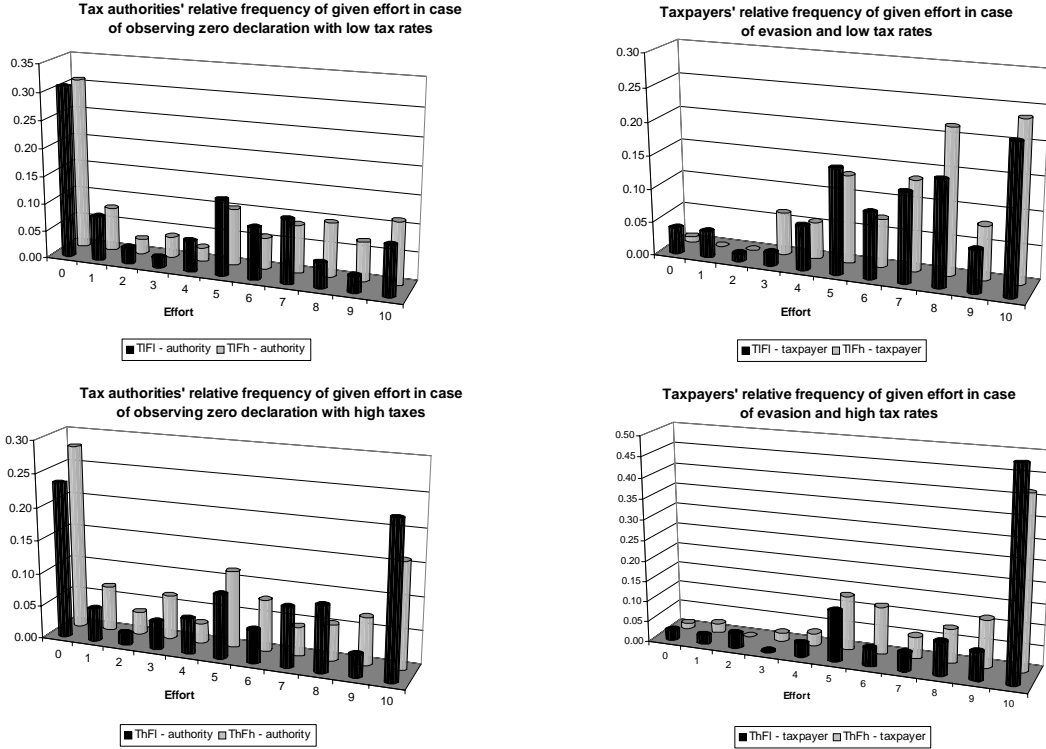 Tax authorities' relative frequency of given effort in case
of observing zero declaration with low tax rates
0.35
0.30
0.25
0.20
0.15
0.10
0.05
0.00
0 1 2 3 4 5 6 7 8 9 10
Effort
TlFl - authority TlFh - authority
Taxpayers' relative frequency of given effort in case
of evasion and low tax rates
0.30
0.25
0.20
0.15
0.10
0.05
0.00
0 1 2 3 4 5 6 7 8 9 10
Effort
TlFl - taxpayer TlFh - taxpayer
Tax authorities' relative frequency of given effort in case
of observing zero declaration with high taxes
0.30
0.25
0.20
0.15
0.10
0.05
0.00
0 1 2 3 4 5 6 7 8 9 10
Effort
ThFl - authority ThFh - authority
Taxpayers' relative frequency of given effort in case
of evasion and high tax rates
0.50
0.45
0.40
0.35
0.30
0.25
0.20
0.15
0.10
0.05
0.00
0 1 2 3 4 5 6 7 8 9 10
Effort
ThFl - taxpayer ThFh - taxpayer